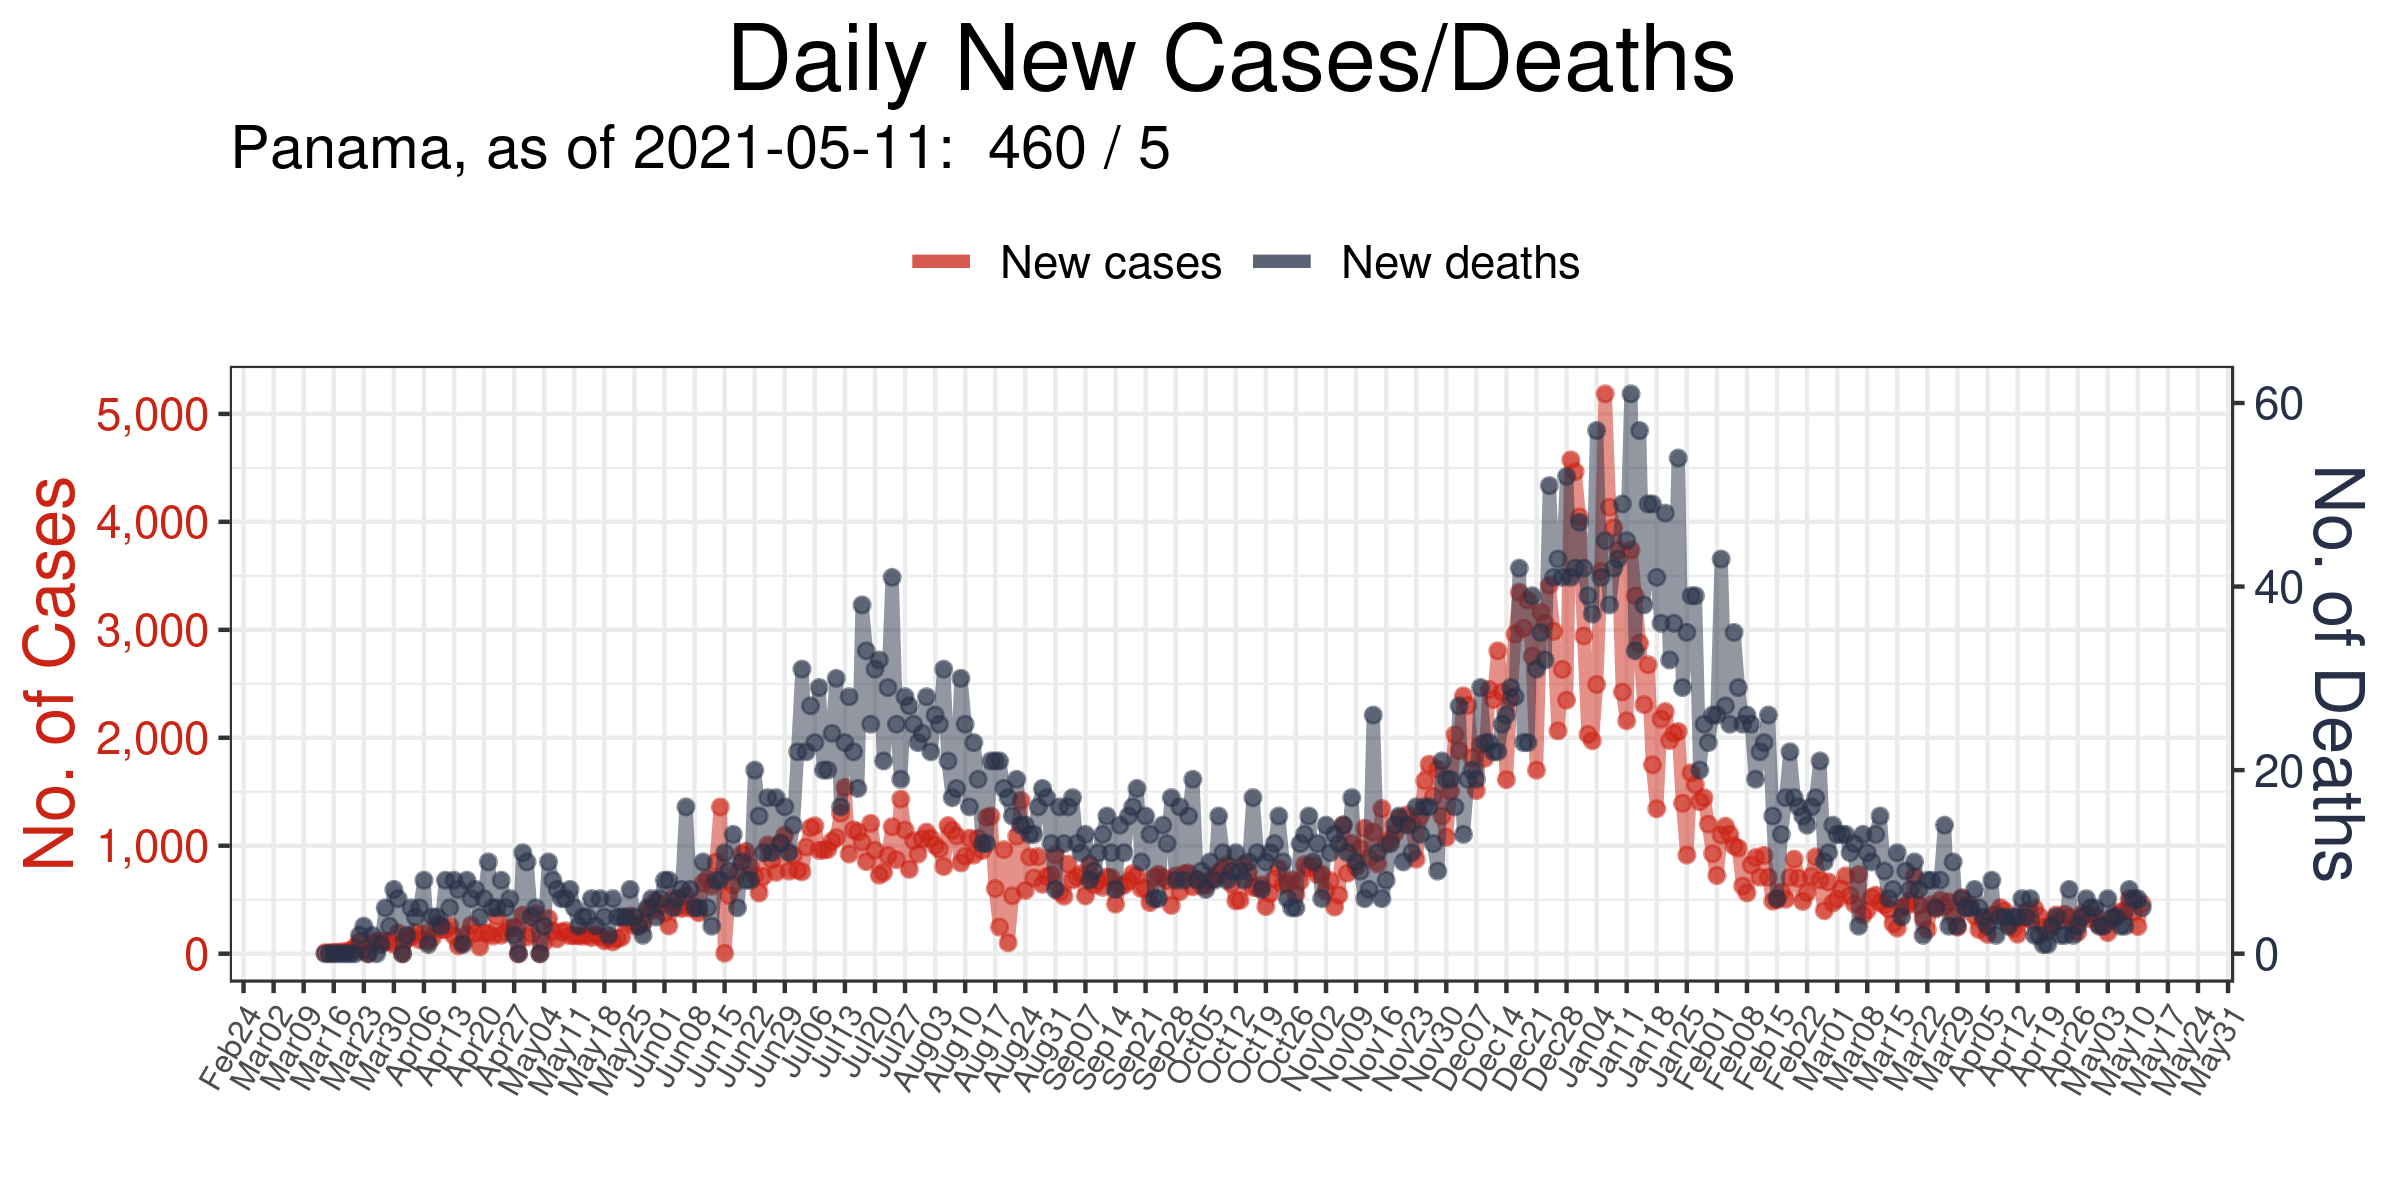 Daily New Cases/Deaths
Panama, as of 2021-05-11:  460 / 5
New cases New deaths
No. of Cases
5,000
4,000
3,000
2,000
1,000
0
60
40
20
0
No. of Deaths
Feb24 Mar02 Mar09 Mar16 Mar23 Mar30 Apr06 Apr13 Apr20 Apr27 May04 May11 May18 May25 Jun01 Jun08 Jun15 Jun22 Jun29 Jul06 Jul13 Jul20 Jul27 Aug03 Aug10 Aug17 Aug24 Aug31 Sep07 Sep14 Sep21 Sep28 Oct05 Oct12 Oct19 Oct26 Nov02 Nov09 Nov16 Nov23 Nov30 Dec07 Dec14 Dec21 Dec28 Jan04 Jan11 Jan18 Jan25 Feb01 Feb08 Feb15 Feb22 Mar01 Mar08 Mar15 Mar22 Mar29 Apr05 Apr12 Apr19 Apr26 May03 May10 May17 May24 May31